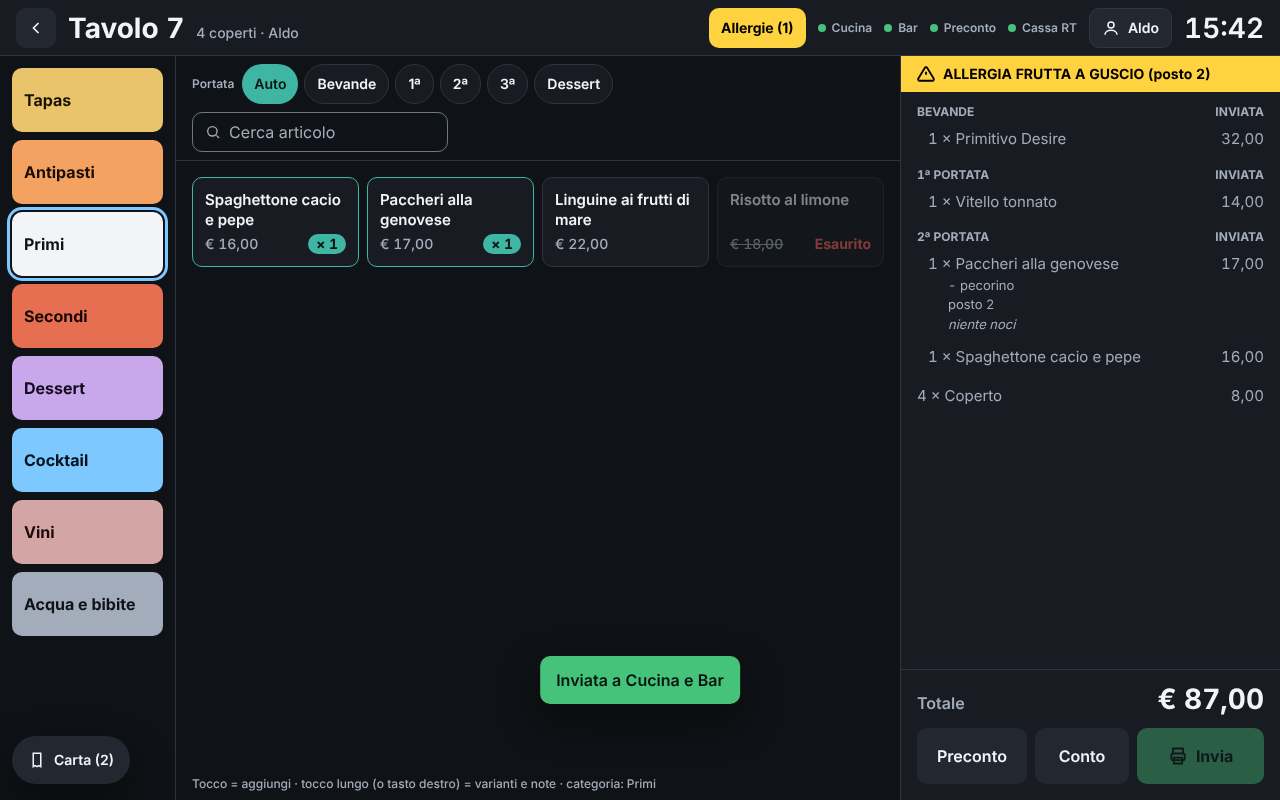 Tavolo 7
4 coperti · Aldo
Allergie (1)
Cucina
Bar
Preconto
Cassa RT
Aldo
15:42
Tapas
Antipasti
Primi
Secondi
Dessert
Cocktail
Vini
Acqua e bibite
Carta (2)
Portata
Auto
Bevande
1ª
2ª
3ª
Dessert
Cerca articolo
Spaghettone cacio
e pepe
€ 16,00
× 1
Paccheri alla
genovese
€ 17,00
× 1
Linguine ai frutti di
mare
€ 22,00
Risotto al limone
€ 18,00
Esaurito
Inviata a Cucina e Bar
Tocco = aggiungi · tocco lungo (o tasto destro) = varianti e note · categoria: Primi
ALLERGIA FRUTTA A GUSCIO (posto 2)
BEVANDE INVIATA
1 × Primitivo Desire 32,00
1ª PORTATA INVIATA
1 × Vitello tonnato 14,00
2ª PORTATA INVIATA
1 × Paccheri alla genovese 17,00
- pecorino
posto 2
niente noci
1 × Spaghettone cacio e pepe 16,00
4 × Coperto 8,00
Totale € 87,00
Preconto
Conto
Invia